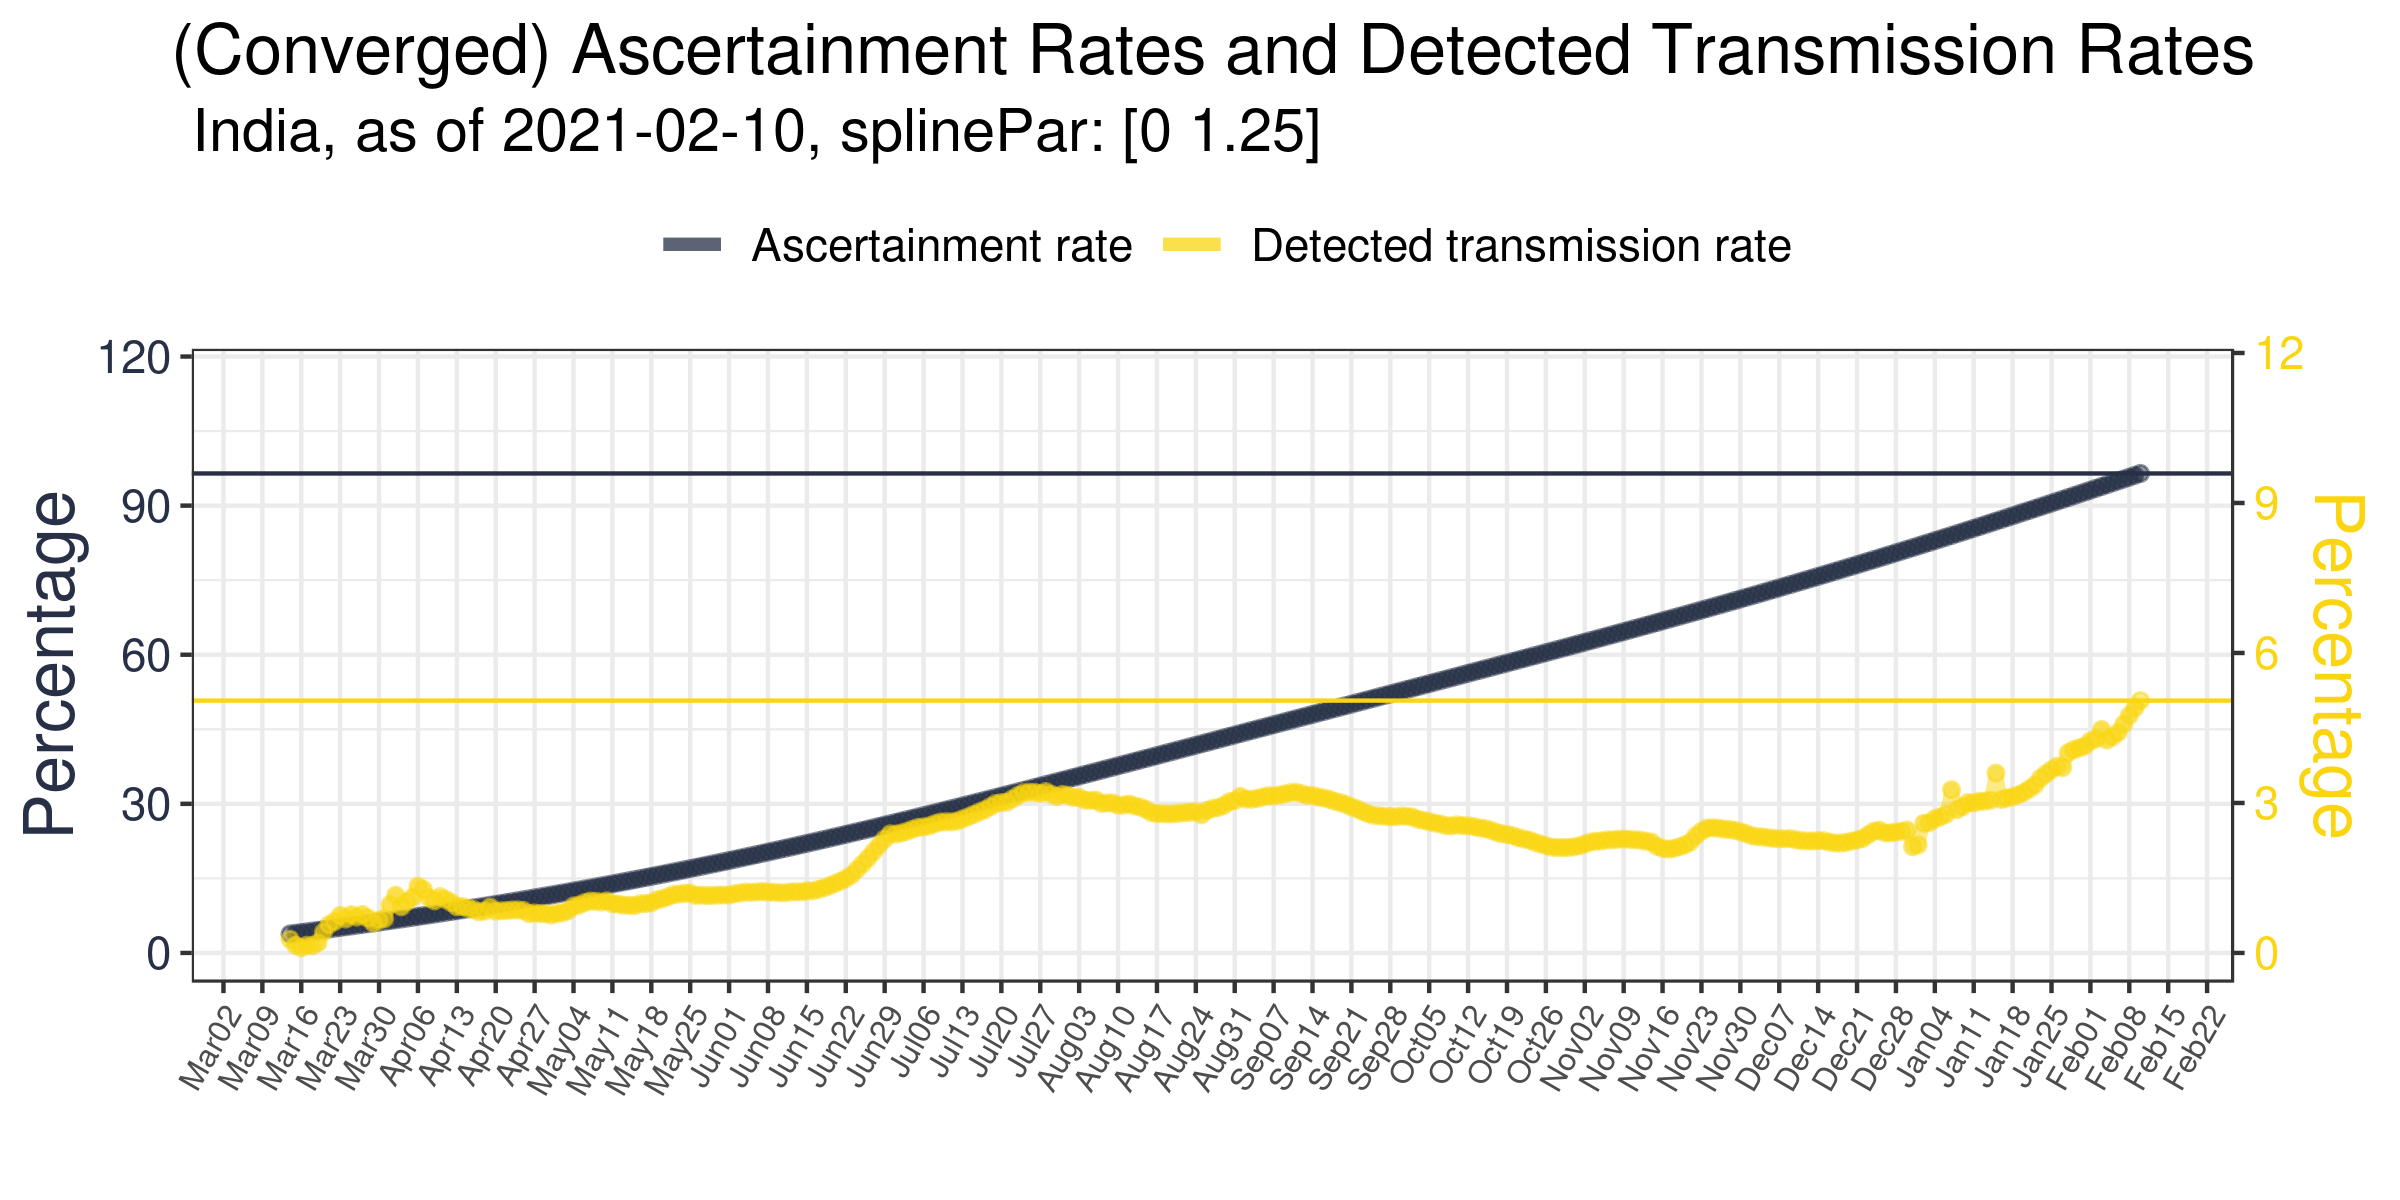 (Converged) Ascertainment Rates and Detected Transmission Rates
India, as of 2021-02-10, splinePar: [0 1.25]
Ascertainment rate Detected transmission rate
Percentage
120
90
60
30
0
12
9
6
3
0
Percentage
Mar02 Mar09 Mar16 Mar23 Mar30 Apr06 Apr13 Apr20 Apr27 May04 May11 May18 May25 Jun01 Jun08 Jun15 Jun22 Jun29 Jul06 Jul13 Jul20 Jul27 Aug03 Aug10 Aug17 Aug24 Aug31 Sep07 Sep14 Sep21 Sep28 Oct05 Oct12 Oct19 Oct26 Nov02 Nov09 Nov16 Nov23 Nov30 Dec07 Dec14 Dec21 Dec28 Jan04 Jan11 Jan18 Jan25 Feb01 Feb08 Feb15 Feb22